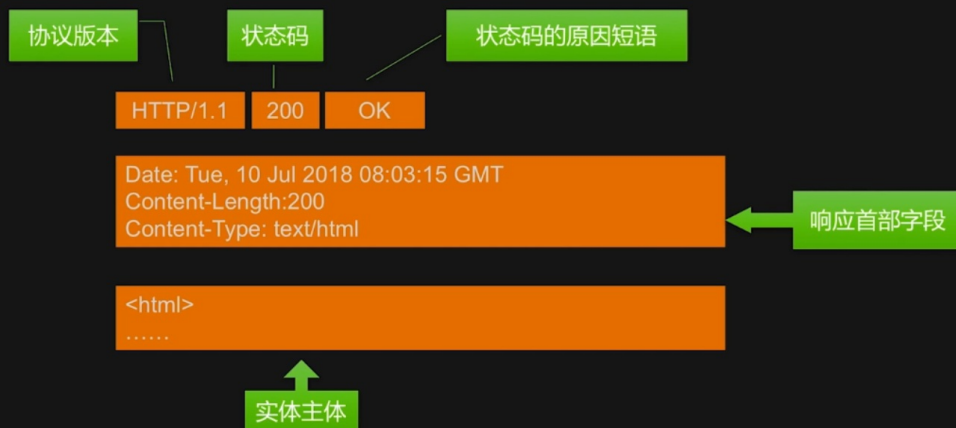 协议版本
状态码
状态码的原因短语
HTTP/1.1 200 OK
Date: Tue, 10 Jul 2018 08:03:15 GMT
Content-Length:200
Content-Type: text/html
响应首部字段
<html>
......
实体主体